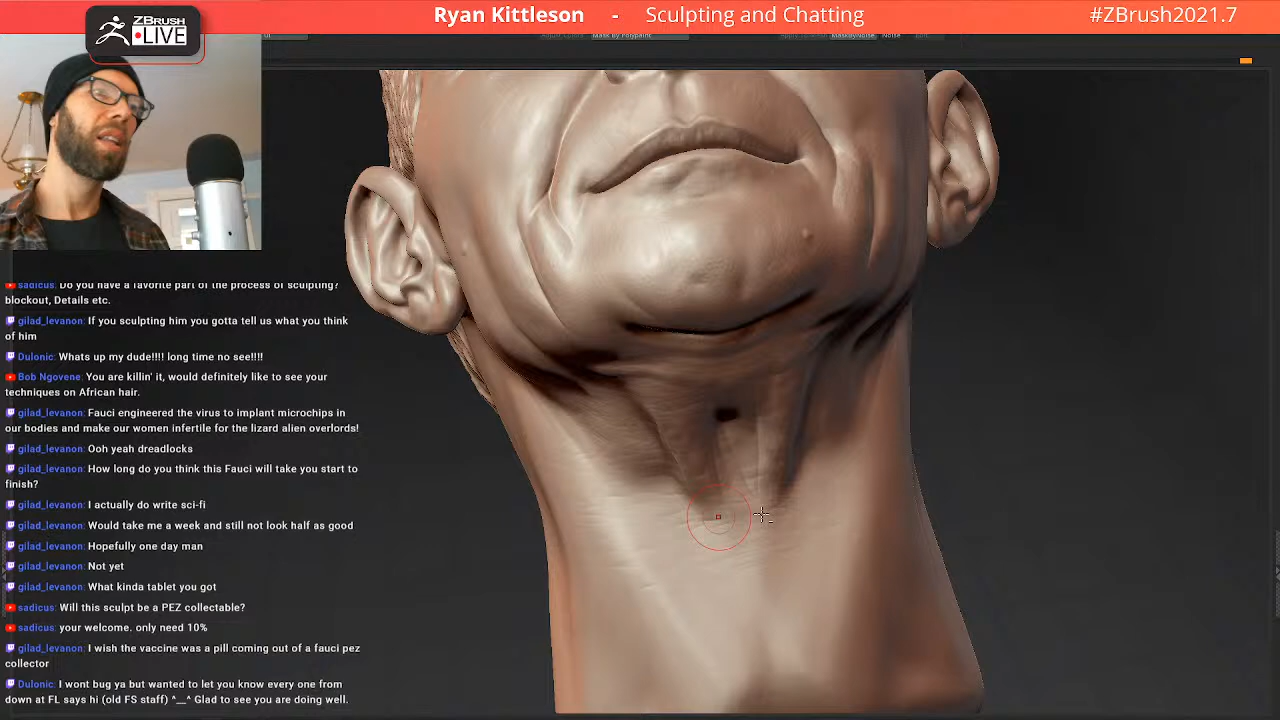 Ryan Kittleson - Sculpting and Chatting #ZBrush2021.7
ZBRUSH
LIVE
Mask By Polypaint
MaskByNoise Noise
sadicus: Do you have a favorite part of the process of sculpting?
blockout, Details etc.
gilad_levanon: If you sculpting him you gotta tell us what you think
of him
Dulonic: Whats up my dude!!!! long time no see!!!!
Bob Ngovene: You are killin' it, would definitely like to see your
techniques on African hair.
gilad_levanon: Fauci engineered the virus to implant microchips in
our bodies and make our women infertile for the lizard alien overlords!
gilad_levanon: Ooh yeah dreadlocks
gilad_levanon: How long do you think this Fauci will take you start to
finish?
gilad_levanon: I actually do write sci-fi
gilad_levanon: Would take me a week and still not look half as good
gilad_levanon: Hopefully one day man
gilad_levanon: Not yet
gilad_levanon: What kinda tablet you got
sadicus: Will this sculpt be a PEZ collectable?
sadicus: your welcome. only need 10%
gilad_levanon: I wish the vaccine was a pill coming out of a fauci pez
collector
Dulonic: I wont bug ya but wanted to let you know every one from
down at FL says hi (old FS staff) ^__^ Glad to see you are doing well.